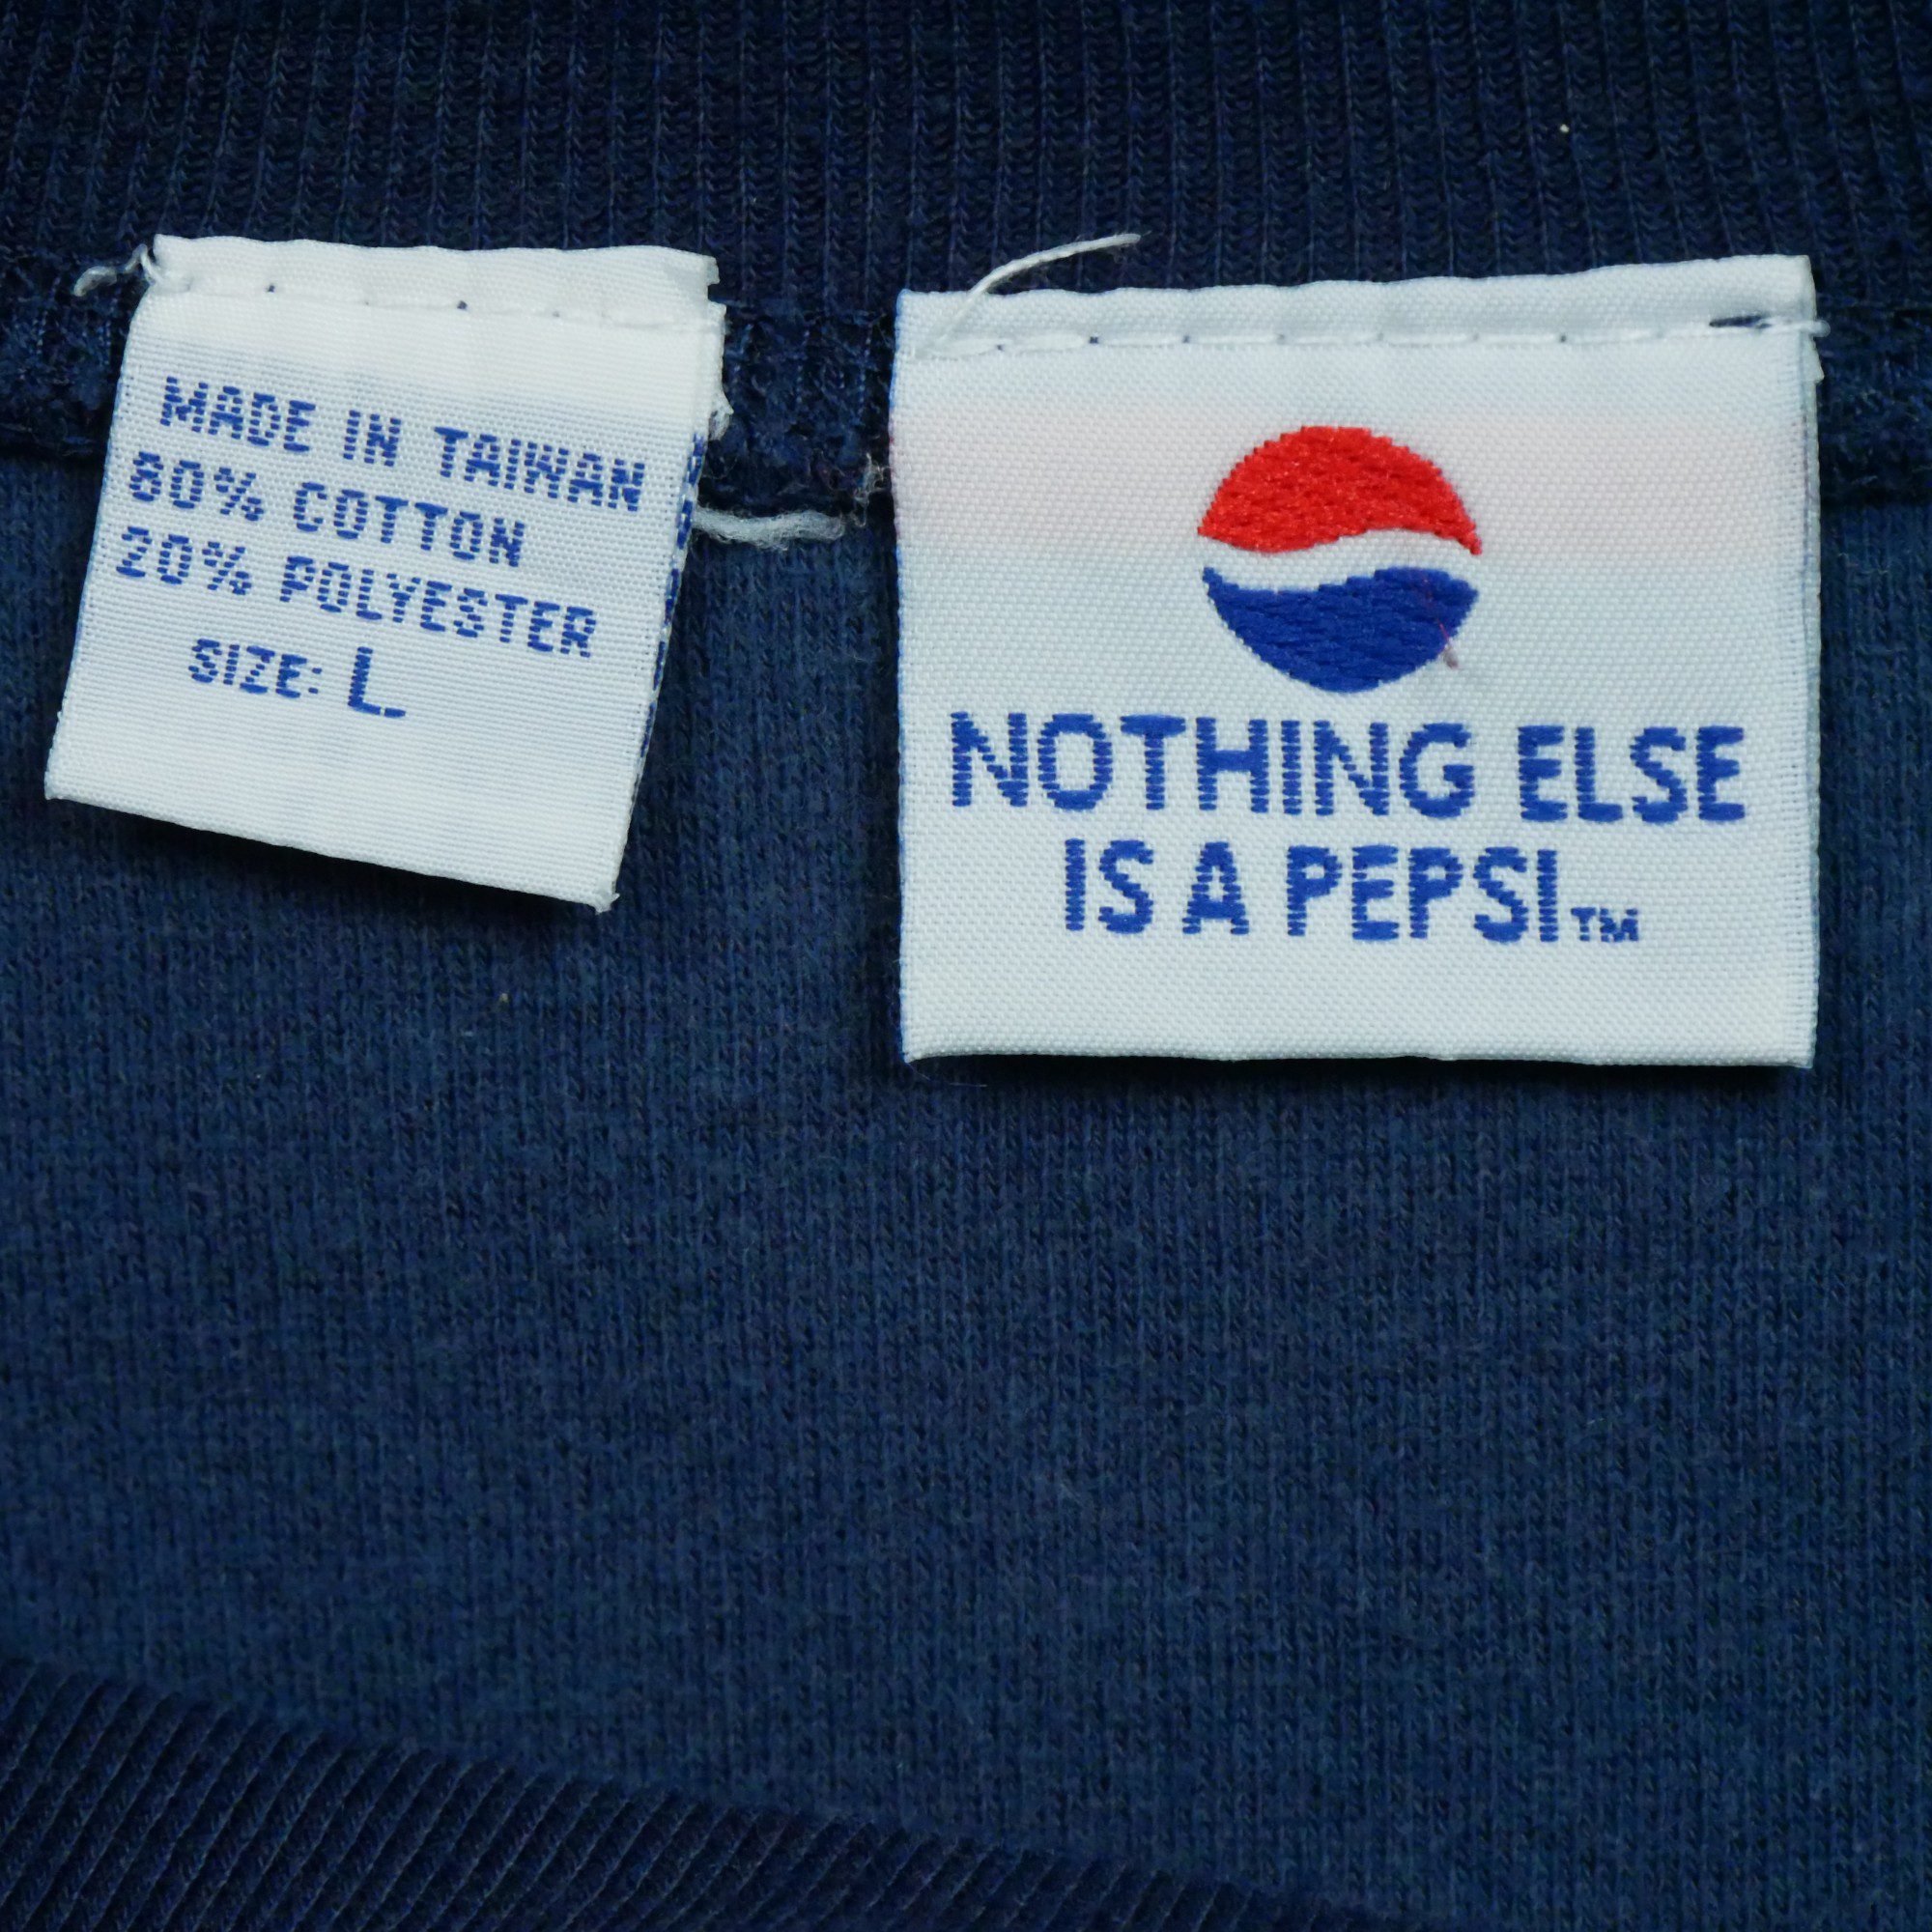 MADE IN TAIWAN
80% COTTON
20% POLYESTER
SIZE: L
NOTHING ELSE
IS A PEPSI™